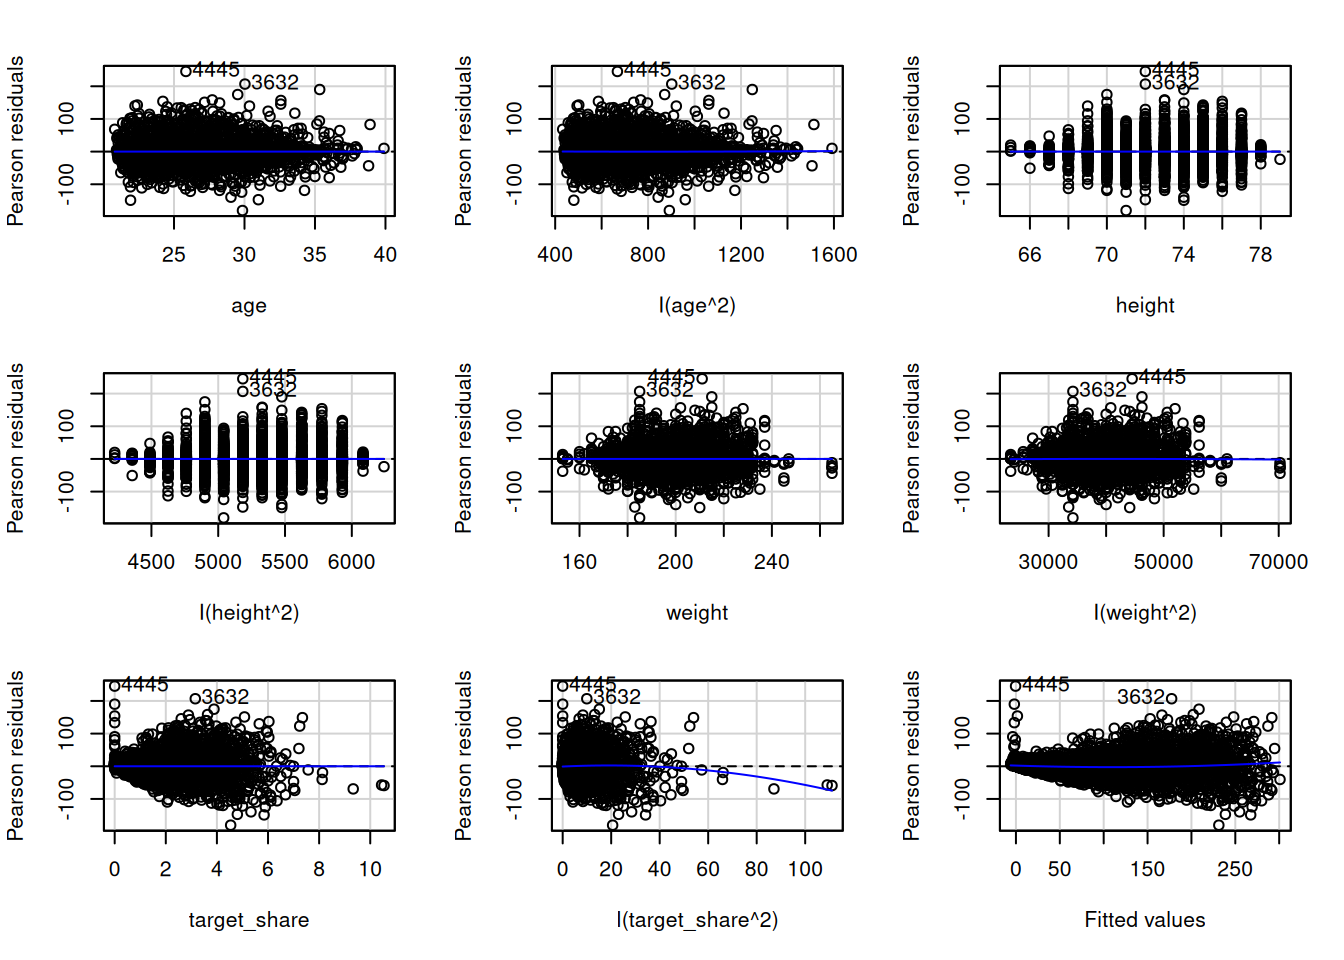 Pearson residuals
4445
3632
100
-100
25 30 35 40
age
Pearson residuals
4445
3632
100
-100
400 800 1200 1600
I(age^2)
Pearson residuals
4445
3632
100
-100
66 70 74 78
height
Pearson residuals
4445
3632
100
-100
4500 5000 5500 6000
I(height^2)
Pearson residuals
4445
3632
100
-100
160 200 240
weight
Pearson residuals
4445
3632
100
-100
30000 50000 70000
I(weight^2)
Pearson residuals
4445
3632
100
-100
0 2 4 6 8 10
target_share
Pearson residuals
4445
3632
100
-100
0 20 40 60 80 100
I(target_share^2)
Pearson residuals
4445
3632
100
-100
0 50 150 250
Fitted values